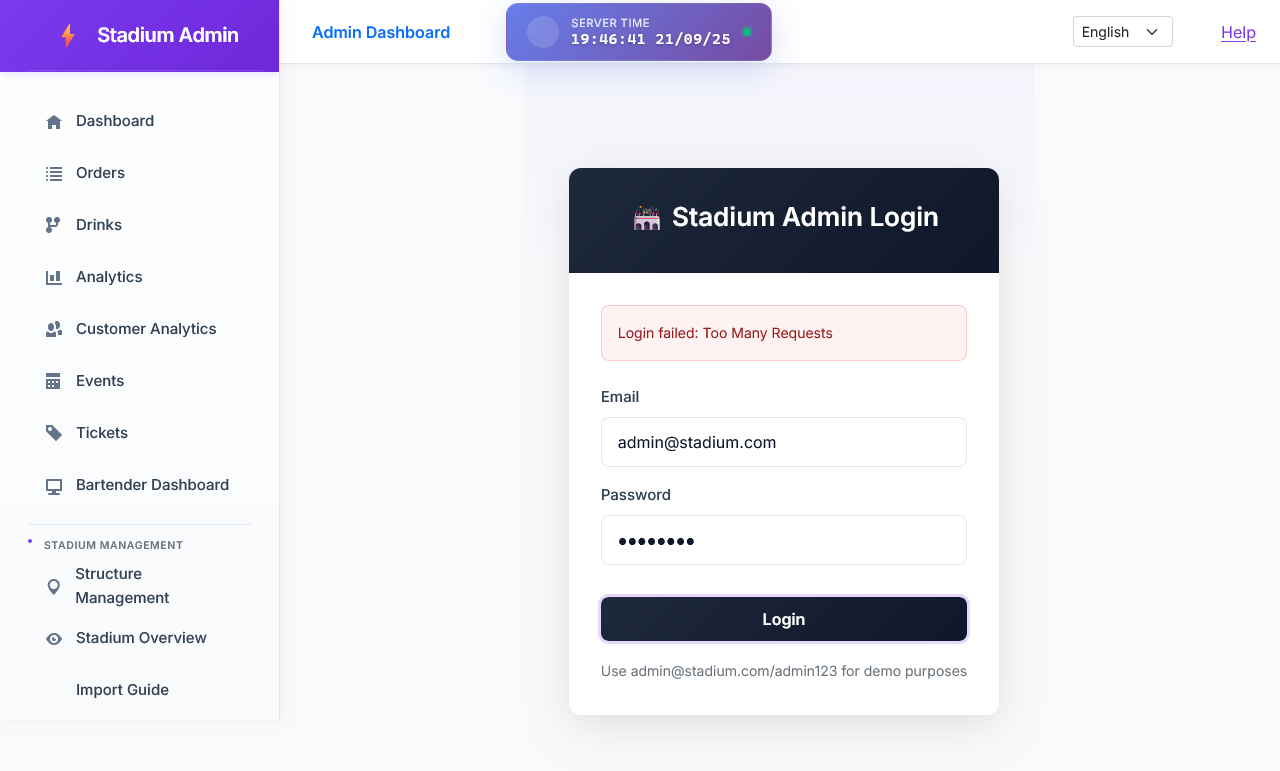 Stadium Admin
Admin Dashboard
SERVER TIME
19:46:41 21/09/25
English
Help
Dashboard
Orders
Drinks
Analytics
Customer Analytics
Events
Tickets
Bartender Dashboard
STADIUM MANAGEMENT
Structure
Management
Stadium Overview
Import Guide
Stadium Admin Login
Login failed: Too Many Requests
Email
admin@stadium.com
Password
Login
Use admin@stadium.com/admin123 for demo purposes